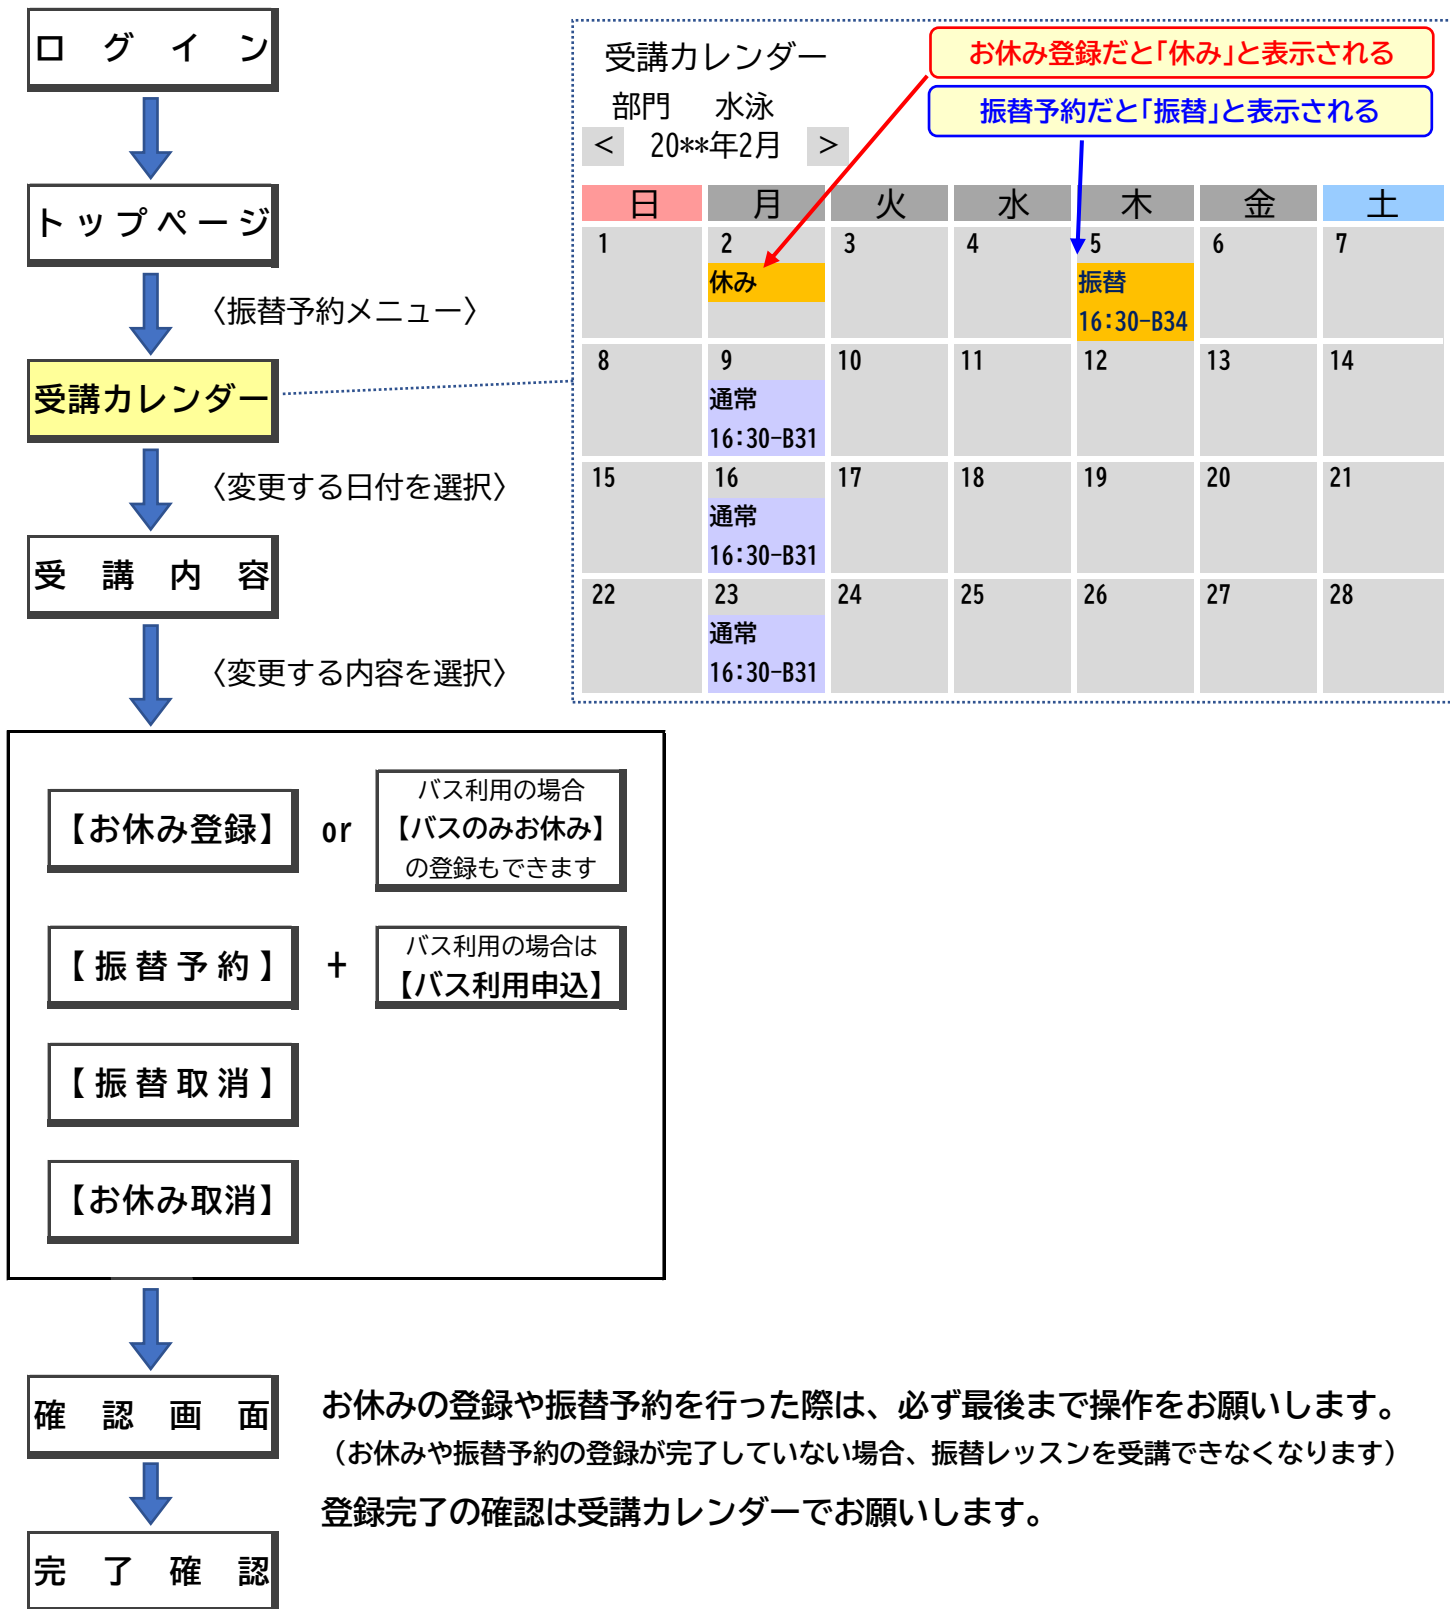 ログイン
トップページ
〈振替予約メニュー〉
受講カレンダー
〈変更する日付を選択〉
受講内容
〈変更する内容を選択〉
受講カレンダー
お休み登録だと「休み」と表示される
部門 水泳
振替予約だと「振替」と表示される
< 20**年2月 >
日 月 火 水 木 金 土
1 2 3 4 5 6 7
休み 振替
16:30-B34
8 9 10 11 12 13 14
通常
16:30-B31
15 16 17 18 19 20 21
通常
16:30-B31
22 23 24 25 26 27 28
通常
16:30-B31
バス利用の場合
【お休み登録】 or 【バスのみお休み】
の登録もできます
バス利用の場合は
【振替予約】 + 【バス利用申込】
【振替取消】
【お休み取消】
確認画面
お休みの登録や振替予約を行った際は、必ず最後まで操作をお願いします。
（お休みや振替予約の登録が完了していない場合、振替レッスンを受講できなくなります）
登録完了の確認は受講カレンダーでお願いします。
完了確認